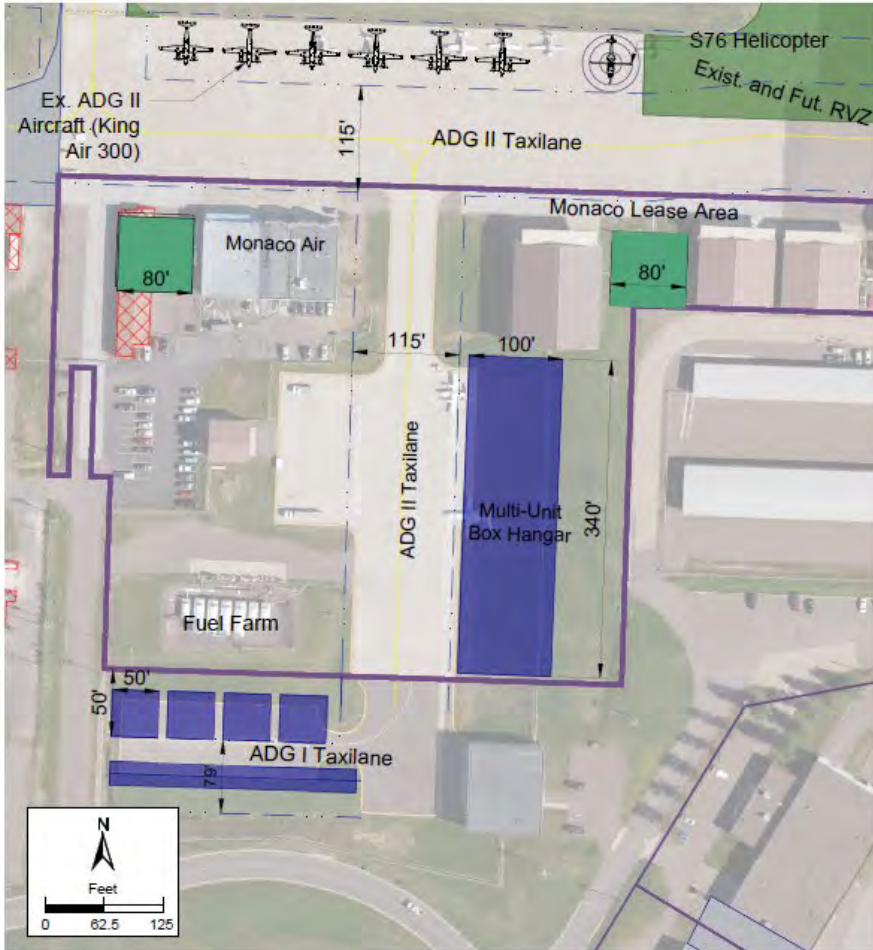 S76 Helicopter
Exist. and Fut. RVZ
Ex. ADG II
Aircraft (King
Air 300)
115'
ADG II Taxilane
Monaco Lease Area
Monaco Air
80'
80'
115'
100'
ADG II Taxilane
Multi-Unit
Box Hangar
340'
Fuel Farm
50'
50'
ADG I Taxilane
79'
N
Feet
0 62.5 125